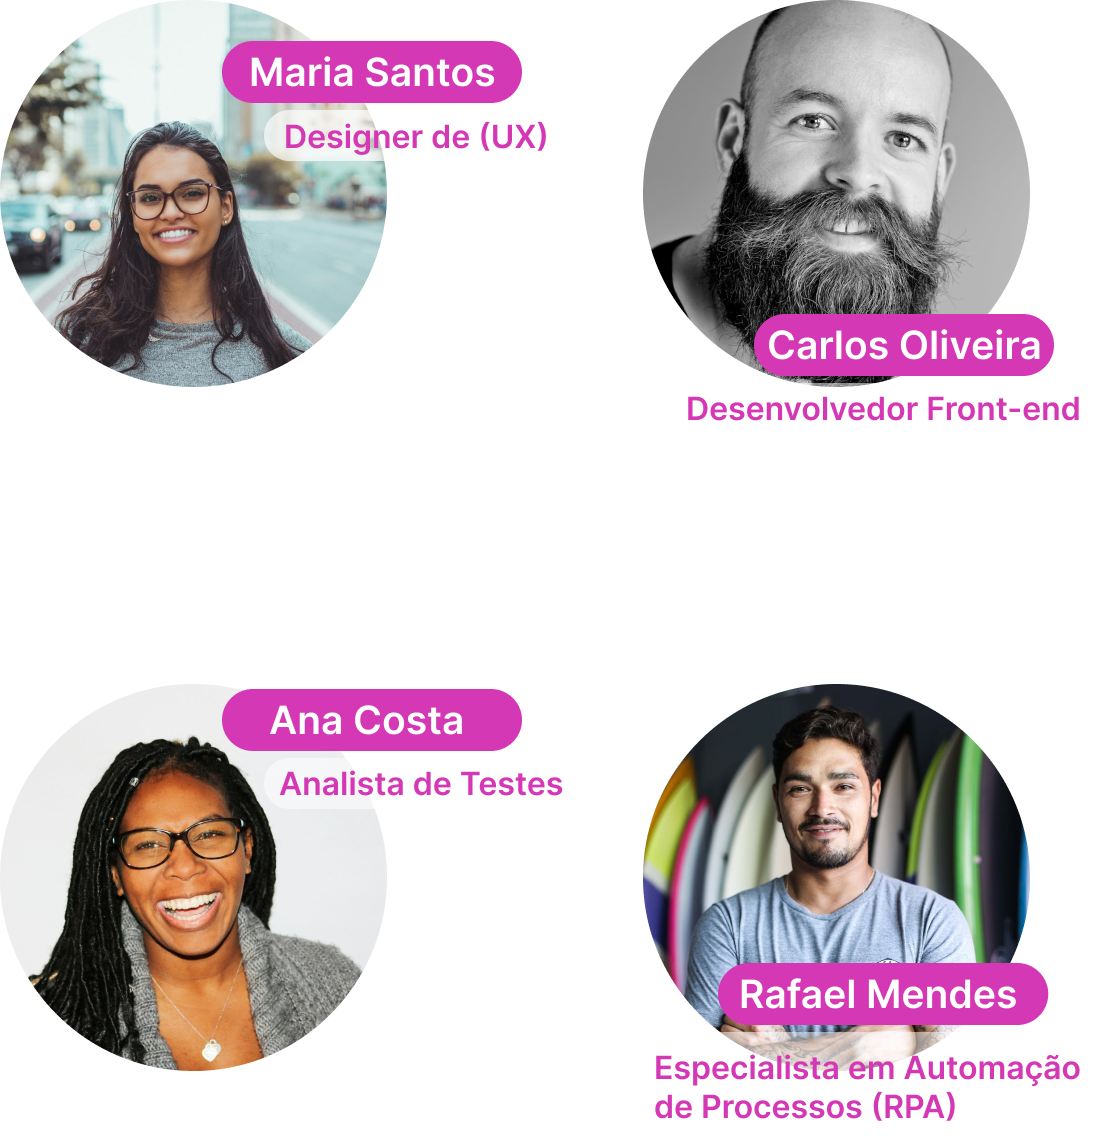 Maria Santos
Designer de (UX)
Carlos Oliveira
Desenvolvedor Front-end
Ana Costa
Analista de Testes
Rafael Mendes
Especialista em Automação
de Processos (RPA)